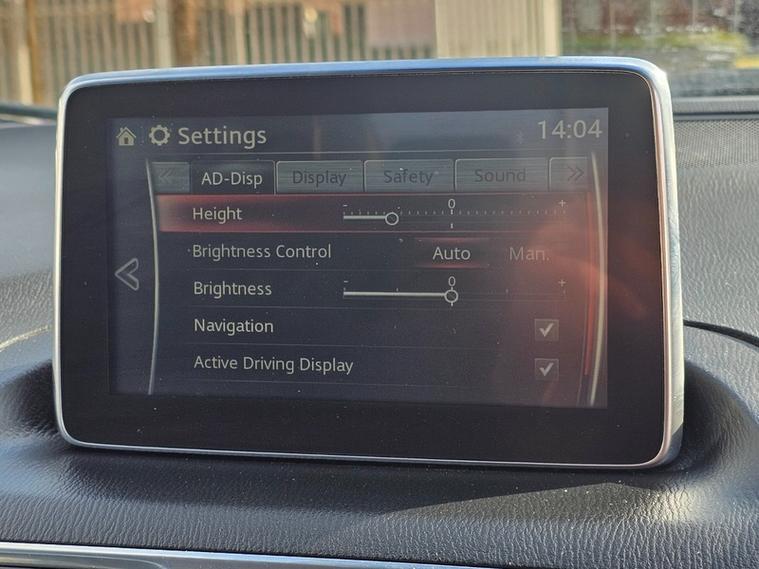 Settings 14:04
AD-Disp Display Safety Sound
Height - 0 +
Brightness Control Auto Man.
Brightness - 0 +
Navigation
Active Driving Display